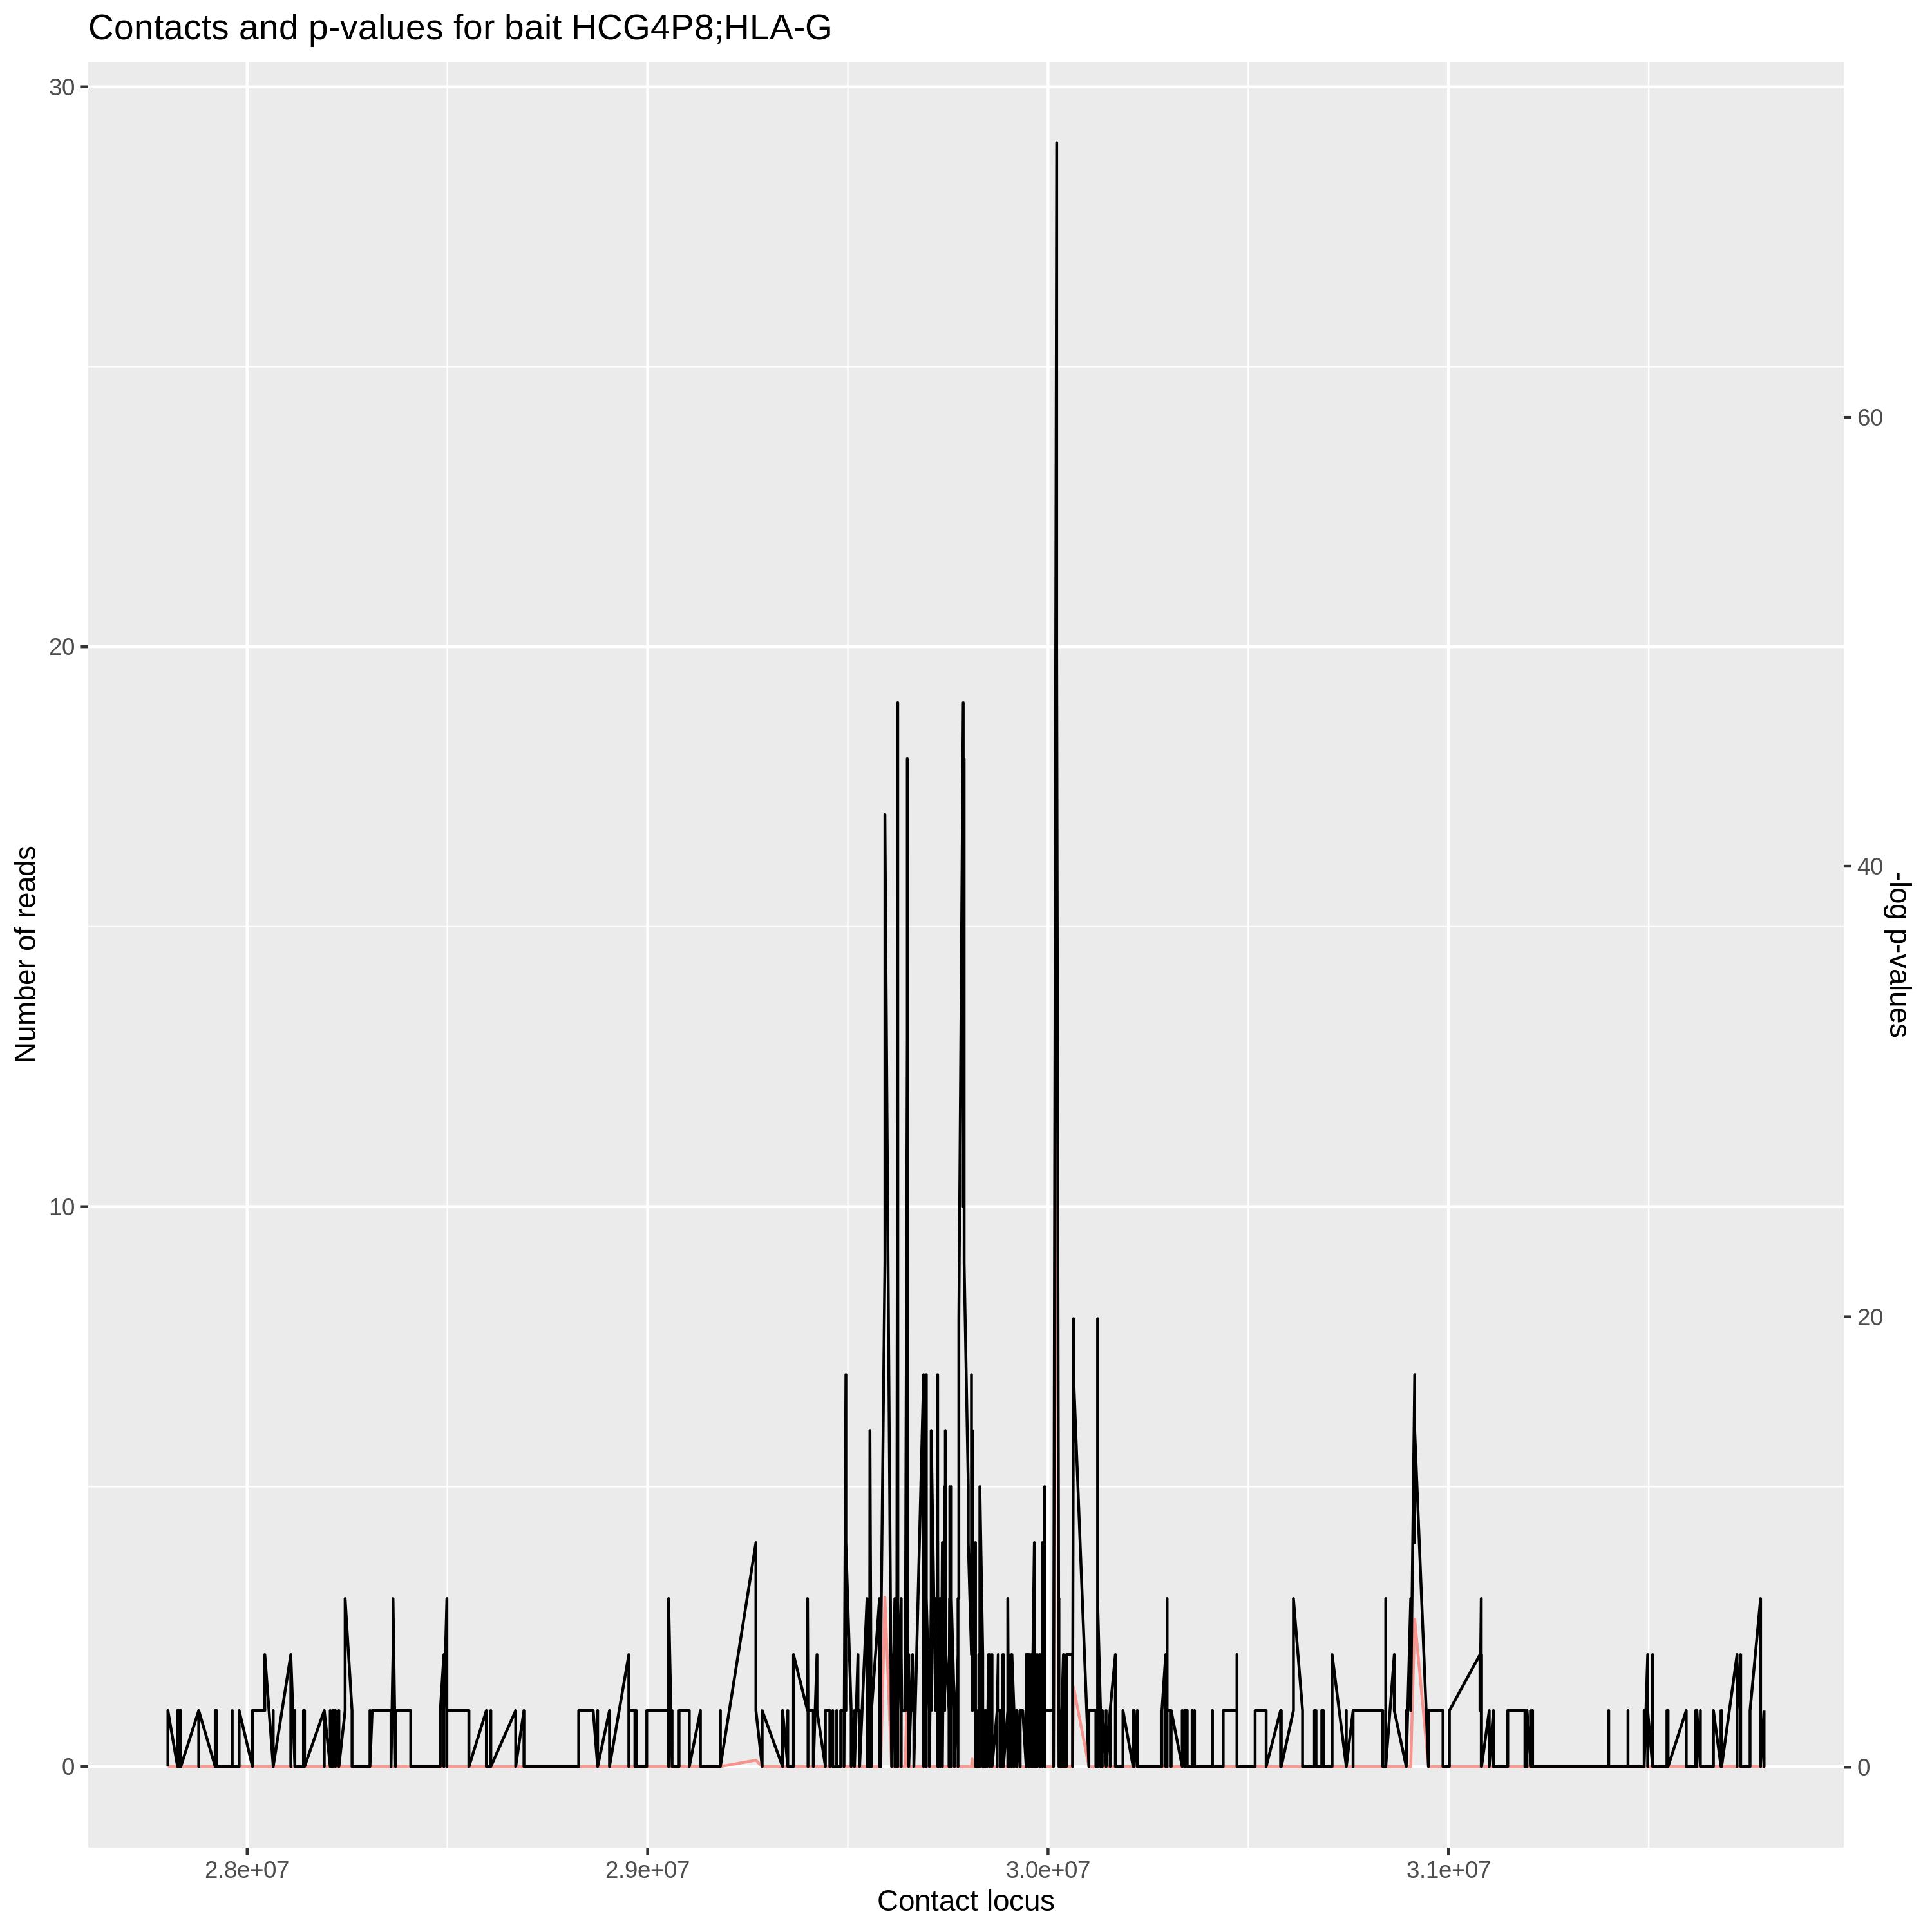 Contacts and p-values for bait HCG4P8;HLA-G
30
20
10
0
Number of reads
60
40
20
0
-log p-values
2.8e+07 2.9e+07 3.0e+07 3.1e+07
Contact locus